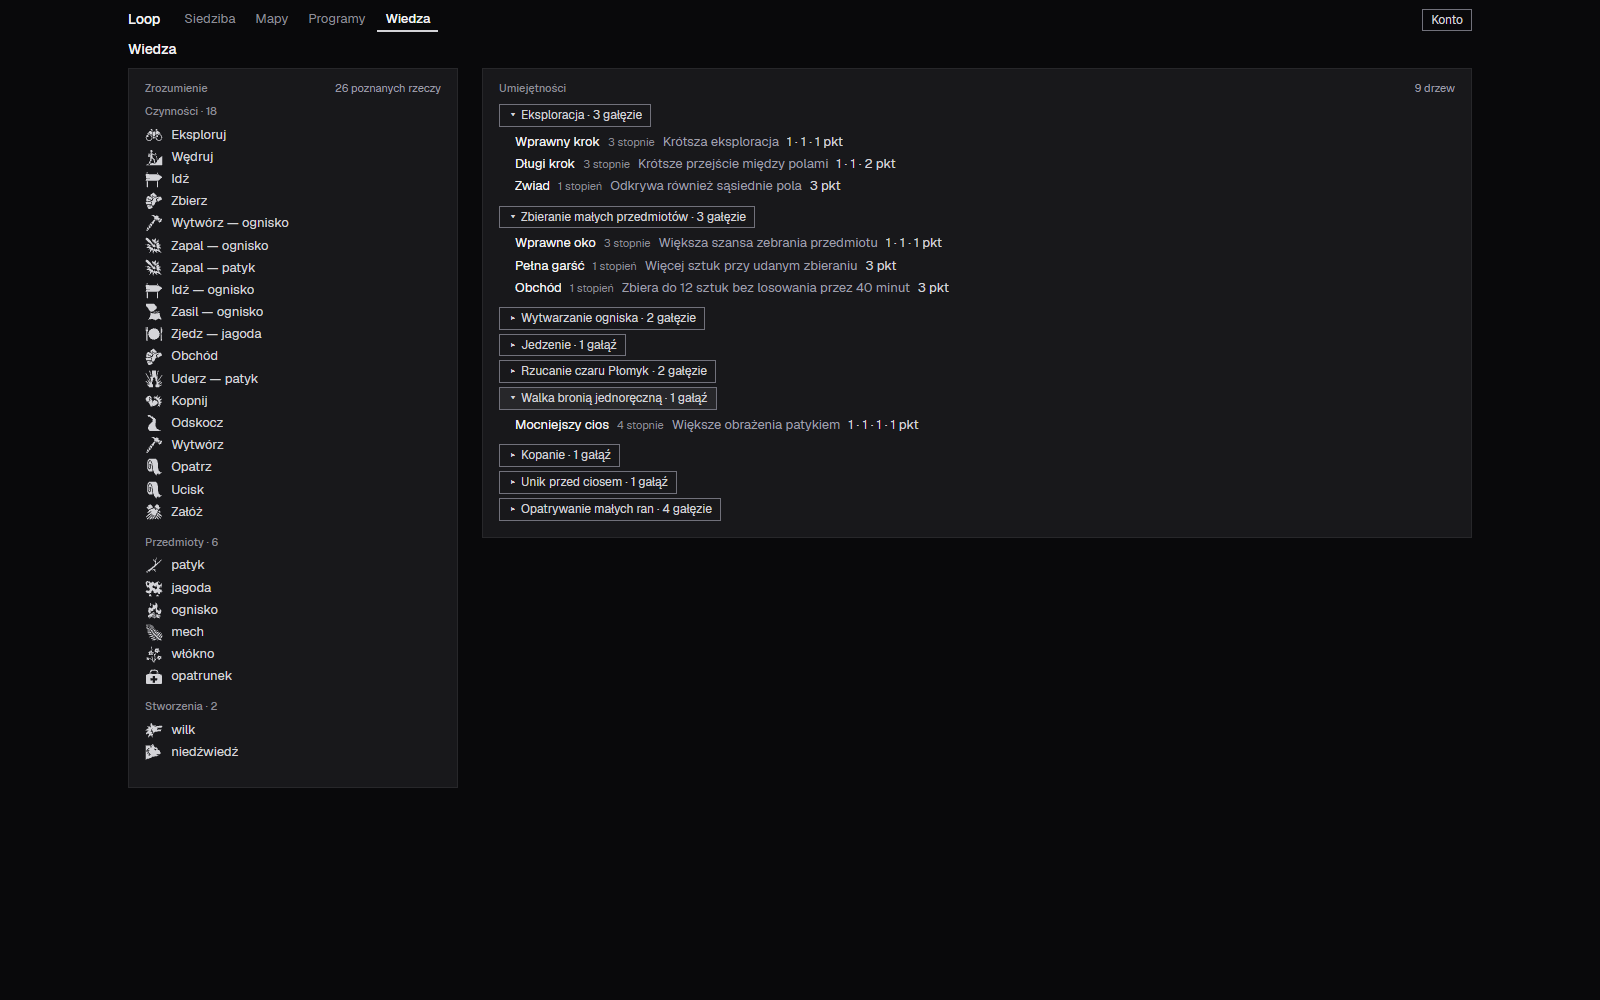 Loop Siedziba Mapy Programy Wiedza Konto
Wiedza
Zrozumienie 26 poznanych rzeczy
Czynności · 18
Eksploruj
Wędruj
Idź
Zbierz
Wytwórz — ognisko
Zapal — ognisko
Zapal — patyk
Idź — ognisko
Zasil — ognisko
Zjedz — jagoda
Obchód
Uderz — patyk
Kopnij
Odskocz
Wytwórz
Opatrz
Ucisk
Załóż
Przedmioty · 6
patyk
jagoda
ognisko
mech
włókno
opatrunek
Stworzenia · 2
wilk
niedźwiedź
Umiejętności 9 drzew
Eksploracja · 3 gałęzie
Wprawny krok 3 stopnie Krótsza eksploracja 1 · 1 · 1 pkt
Długi krok 3 stopnie Krótsze przejście między polami 1 · 1 · 2 pkt
Zwiad 1 stopień Odkrywa również sąsiednie pola 3 pkt
Zbieranie małych przedmiotów · 3 gałęzie
Wprawne oko 3 stopnie Większa szansa zebrania przedmiotu 1 · 1 · 1 pkt
Pełna garść 1 stopień Więcej sztuk przy udanym zbieraniu 3 pkt
Obchód 1 stopień Zbiera do 12 sztuk bez losowania przez 40 minut 3 pkt
Wytwarzanie ogniska · 2 gałęzie
Jedzenie · 1 gałąź
Rzucanie czaru Płomyk · 2 gałęzie
Walka bronią jednoręczną · 1 gałąź
Mocniejszy cios 4 stopnie Większe obrażenia patykiem 1 · 1 · 1 · 1 pkt
Kopanie · 1 gałąź
Unik przed ciosem · 1 gałąź
Opatrywanie małych ran · 4 gałęzie